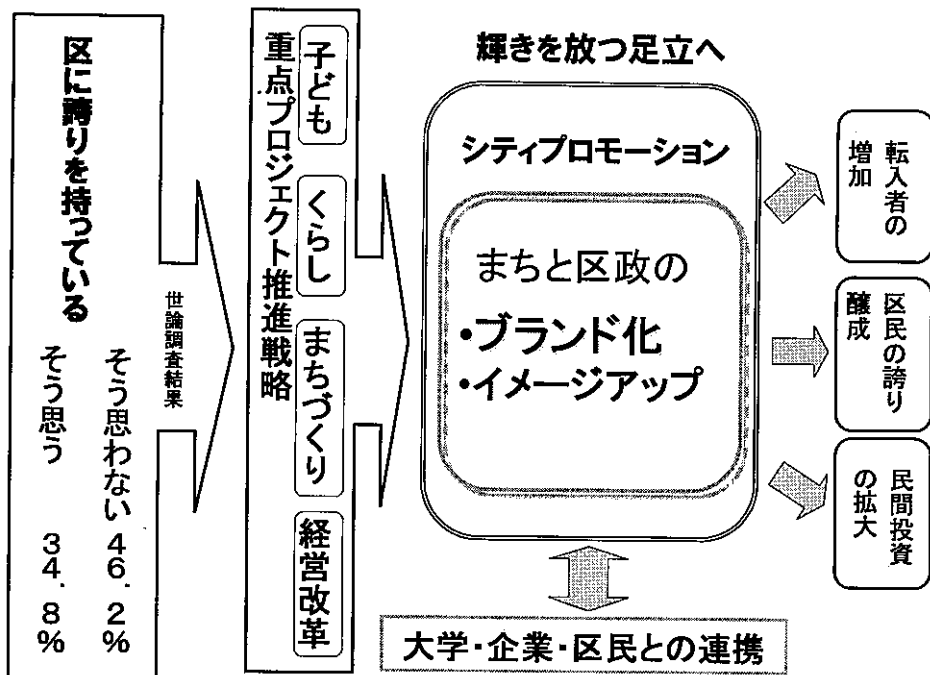 区に誇りを持っている
そう思わない46.2%
そう思う 34.8%
世論調査結果
子ども
くらし
まちづくり
経営改革
重点プロジェクト推進戦略
輝きを放つ足立へ
シティプロモーション
まちと区政の
・ブランド化
・イメージアップ
大学・企業・区民との連携
転入者の
増加
区民の誇り
醸成
民間投資
の拡大